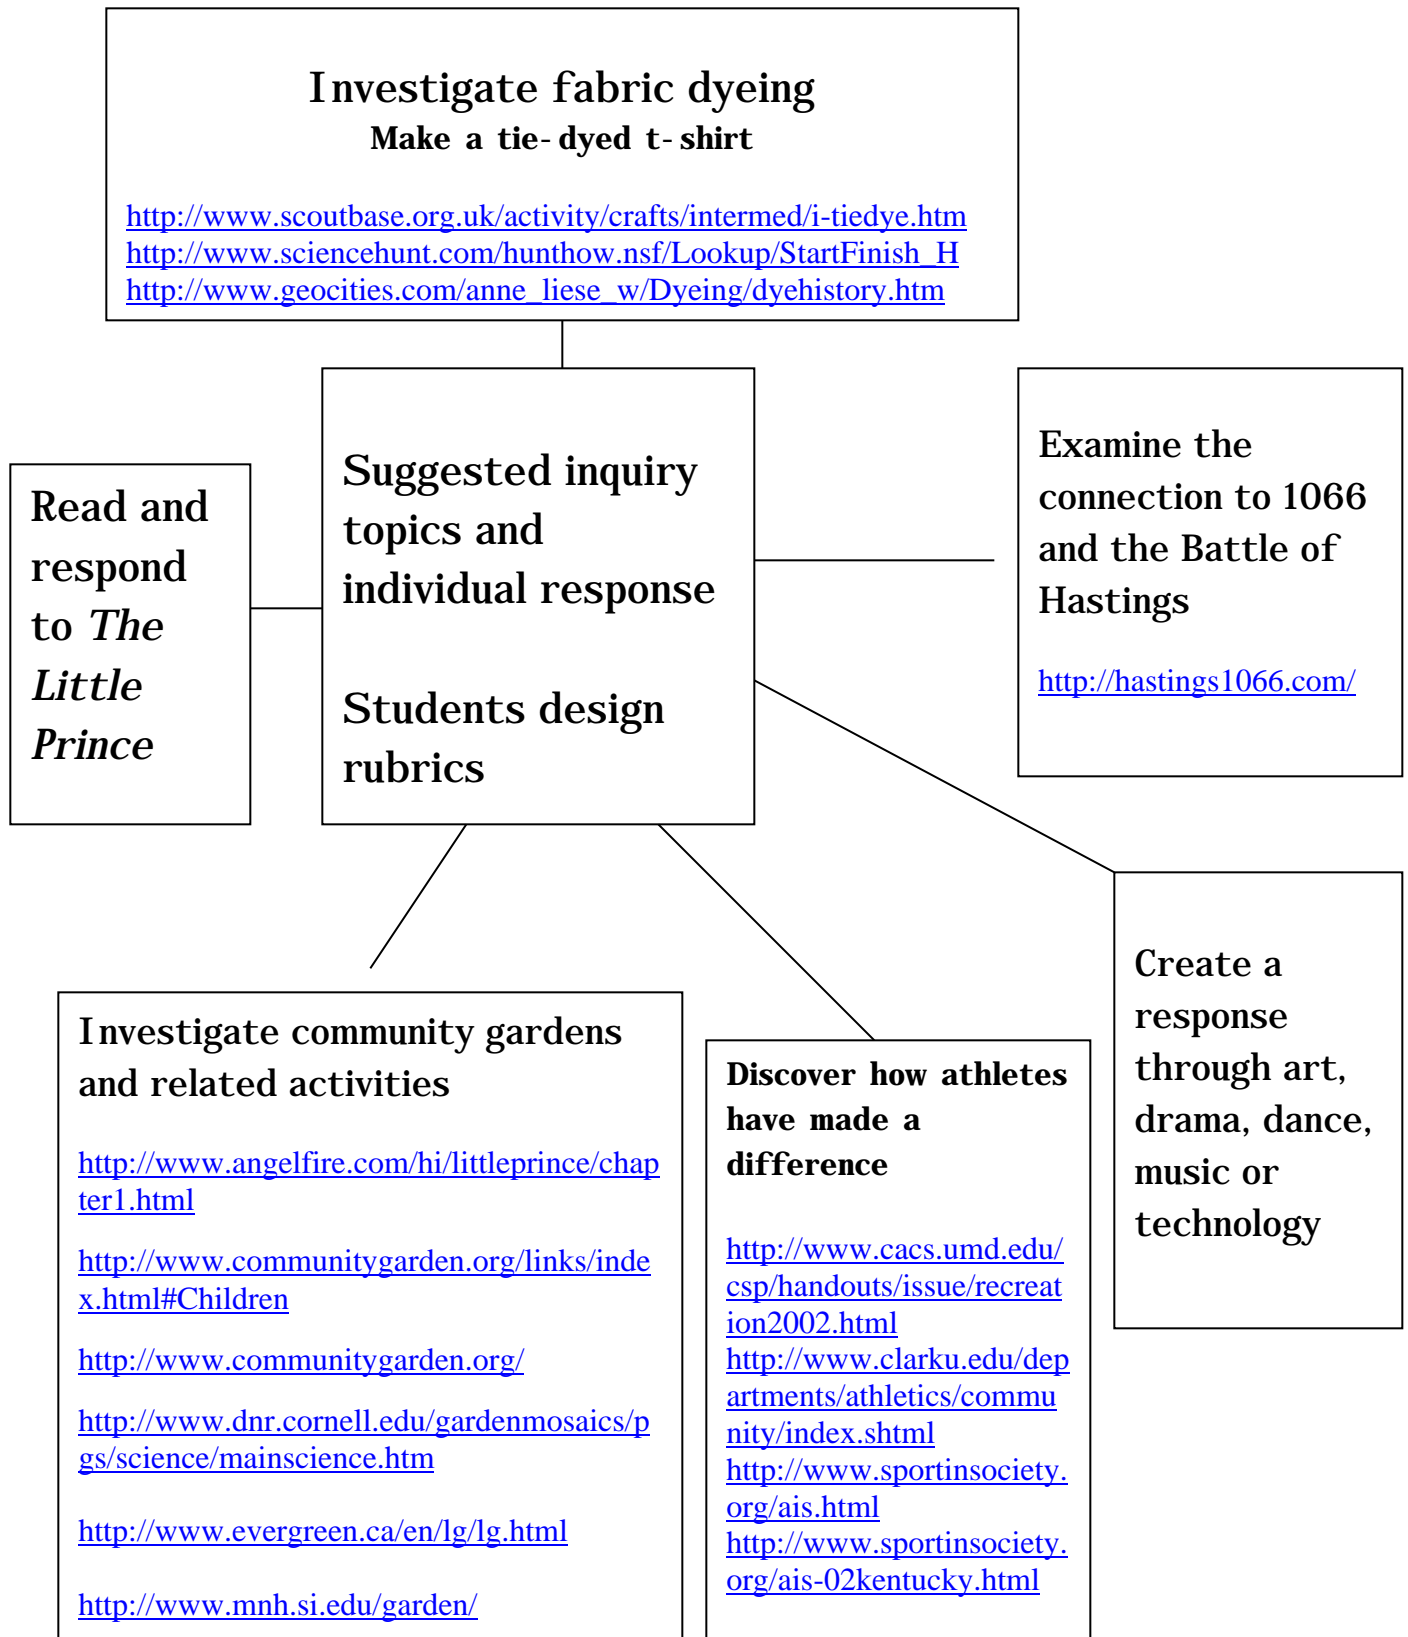 Investigate fabric dyeing
Make a tie-dyed t-shirt
http://www.scoutbase.org.uk/activity/crafts/intermed/i-tiedye.htm
http://www.sciencehunt.com/hunthow.nsf/Lookup/StartFinish_H
http://www.geocities.com/anne_liese_w/Dyeing/dyehistory.htm
Read and
respond
to The
Little
Prince
Suggested inquiry
topics and
individual response
Students design
rubrics
Examine the
connection to 1066
and the Battle of
Hastings
http://hastings1066.com/
Investigate community gardens
and related activities
http://www.angelfire.com/hi/littleprince/chap
ter1.html
http://www.communitygarden.org/links/inde
x.html#Children
http://www.communitygarden.org/
http://www.dnr.cornell.edu/gardenmosaics/p
gs/science/mainscience.htm
http://www.evergreen.ca/en/lg/lg.html
http://www.mnh.si.edu/garden/
Discover how athletes
have made a
difference
http://www.cacs.umd.edu/
csp/handouts/issue/recreat
ion2002.html
http://www.clarku.edu/dep
artments/athletics/commu
nity/index.shtml
http://www.sportinsociety.
org/ais.html
http://www.sportinsociety.
org/ais-02kentucky.html
Create a
response
through art,
drama, dance,
music or
technology